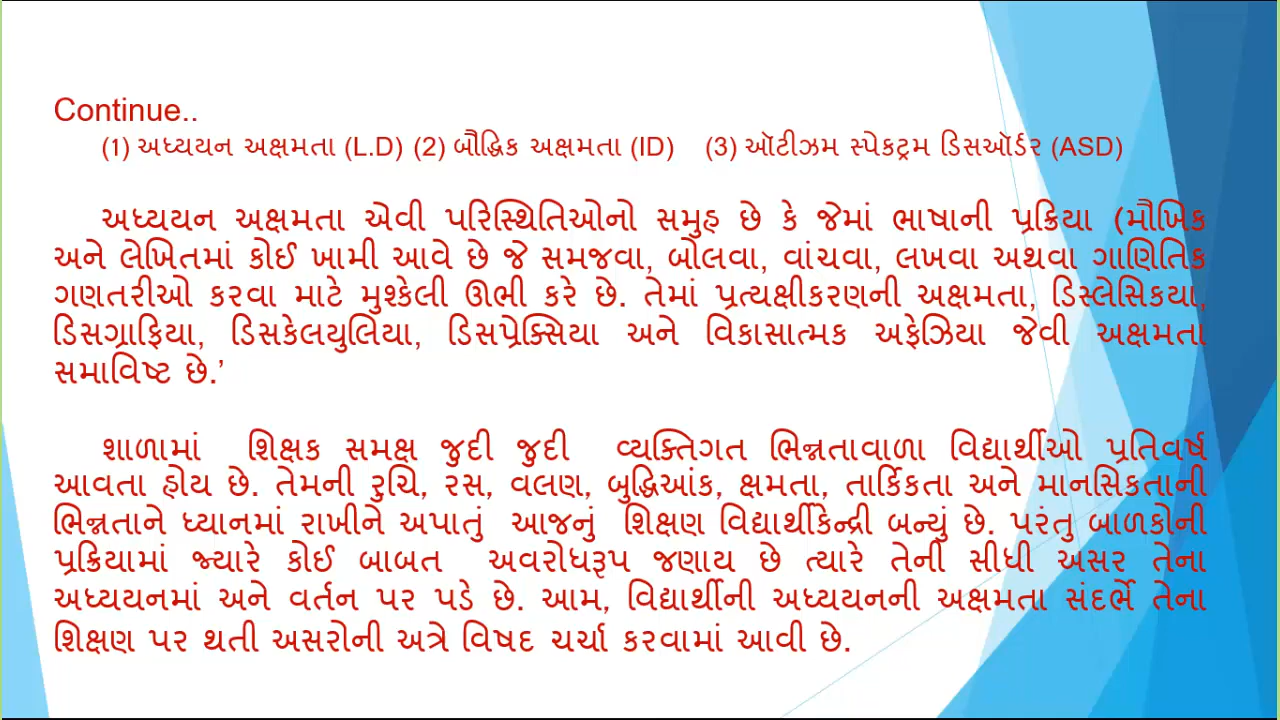 Continue..
(1) અધ્યયન અક્ષમતા (L.D) (2) બૌદ્ધિક અક્ષમતા (ID) (3) ઑટીઝમ સ્પેક્ટ્રમ ડિસઑર્ડર (ASD)
અધ્યયન અક્ષમતા એવી પરિસ્થિતિઓનો સમુહ છે કે જેમાં ભાષાની પ્રક્રિયા (મૌખિક
અને લેખિતમાં કોઈ ખામી આવે છે જે સમજવા, બોલવા, વાંચવા, લખવા અથવા ગાણિતિક
ગણતરીઓ કરવા માટે મુશ્કેલી ઊભી કરે છે. તેમાં પ્રત્યક્ષીકરણની અક્ષમતા, ડિસ્લેસિકયા,
ડિસગ્રાફિયા, ડિસકેલયુલિયા, ડિસપ્રેક્સિયા અને વિકાસાત્મક અફેઝિયા જેવી અક્ષમતા
સમાવિષ્ટ છે.’
શાળામાં શિક્ષક સમક્ષ જુદી જુદી વ્યક્તિગત ભિન્નતાવાળા વિદ્યાર્થીઓ પ્રતિવર્ષ
આવતા હોય છે. તેમની રુચિ, રસ, વલણ, બુદ્ધિઆંક, ક્ષમતા, તાર્કિકતા અને માનસિકતાની
ભિન્નતાને ધ્યાનમાં રાખીને અપાતું આજનું શિક્ષણ વિદ્યાર્થીકેન્દ્રી બન્યું છે. પરંતુ બાળકોની
પ્રક્રિયામાં જ્યારે કોઈ બાબત અવરોધરૂપ જણાય છે ત્યારે તેની સીધી અસર તેના
અધ્યયનમાં અને વર્તન પર પડે છે. આમ, વિદ્યાર્થીની અધ્યયનની અક્ષમતા સંદર્ભે તેના
શિક્ષણ પર થતી અસરોની અત્રે વિષદ ચર્ચા કરવામાં આવી છે.